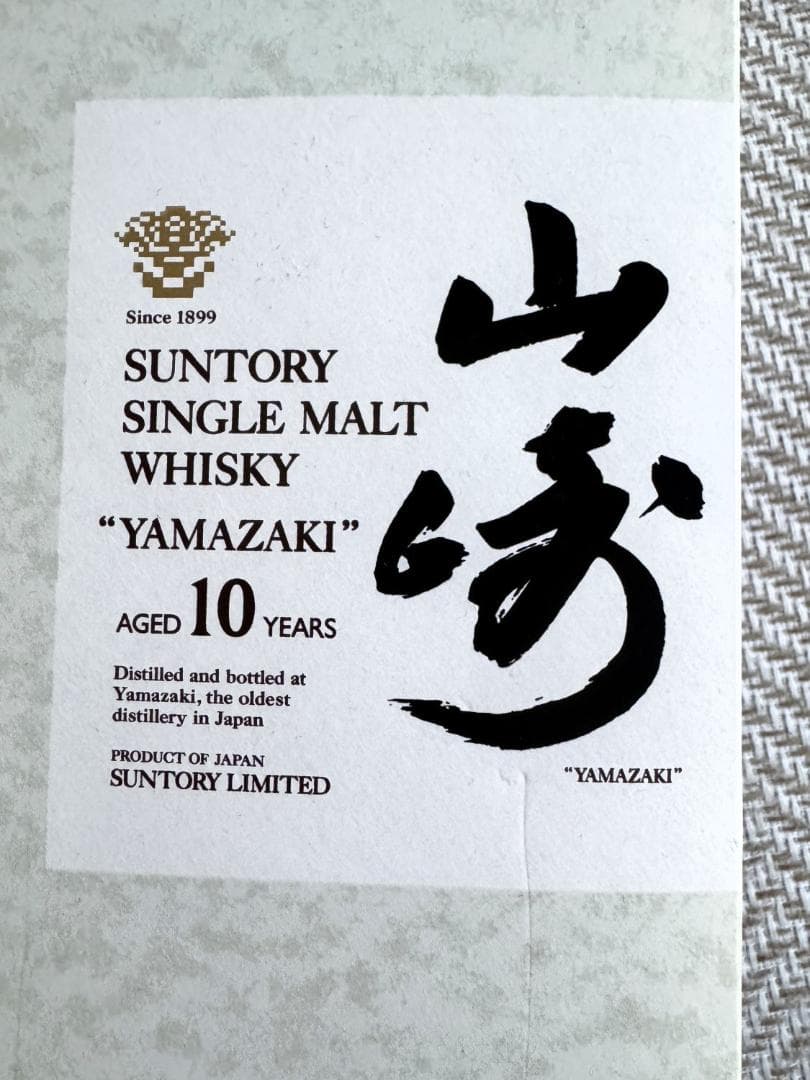 Since 1899
SUNTORY
SINGLE MALT
WHISKY
“YAMAZAKI”
AGED 10 YEARS
Distilled and bottled at
Yamazaki, the oldest
distillery in Japan
PRODUCT OF JAPAN
SUNTORY LIMITED
山
崎
“YAMAZAKI”